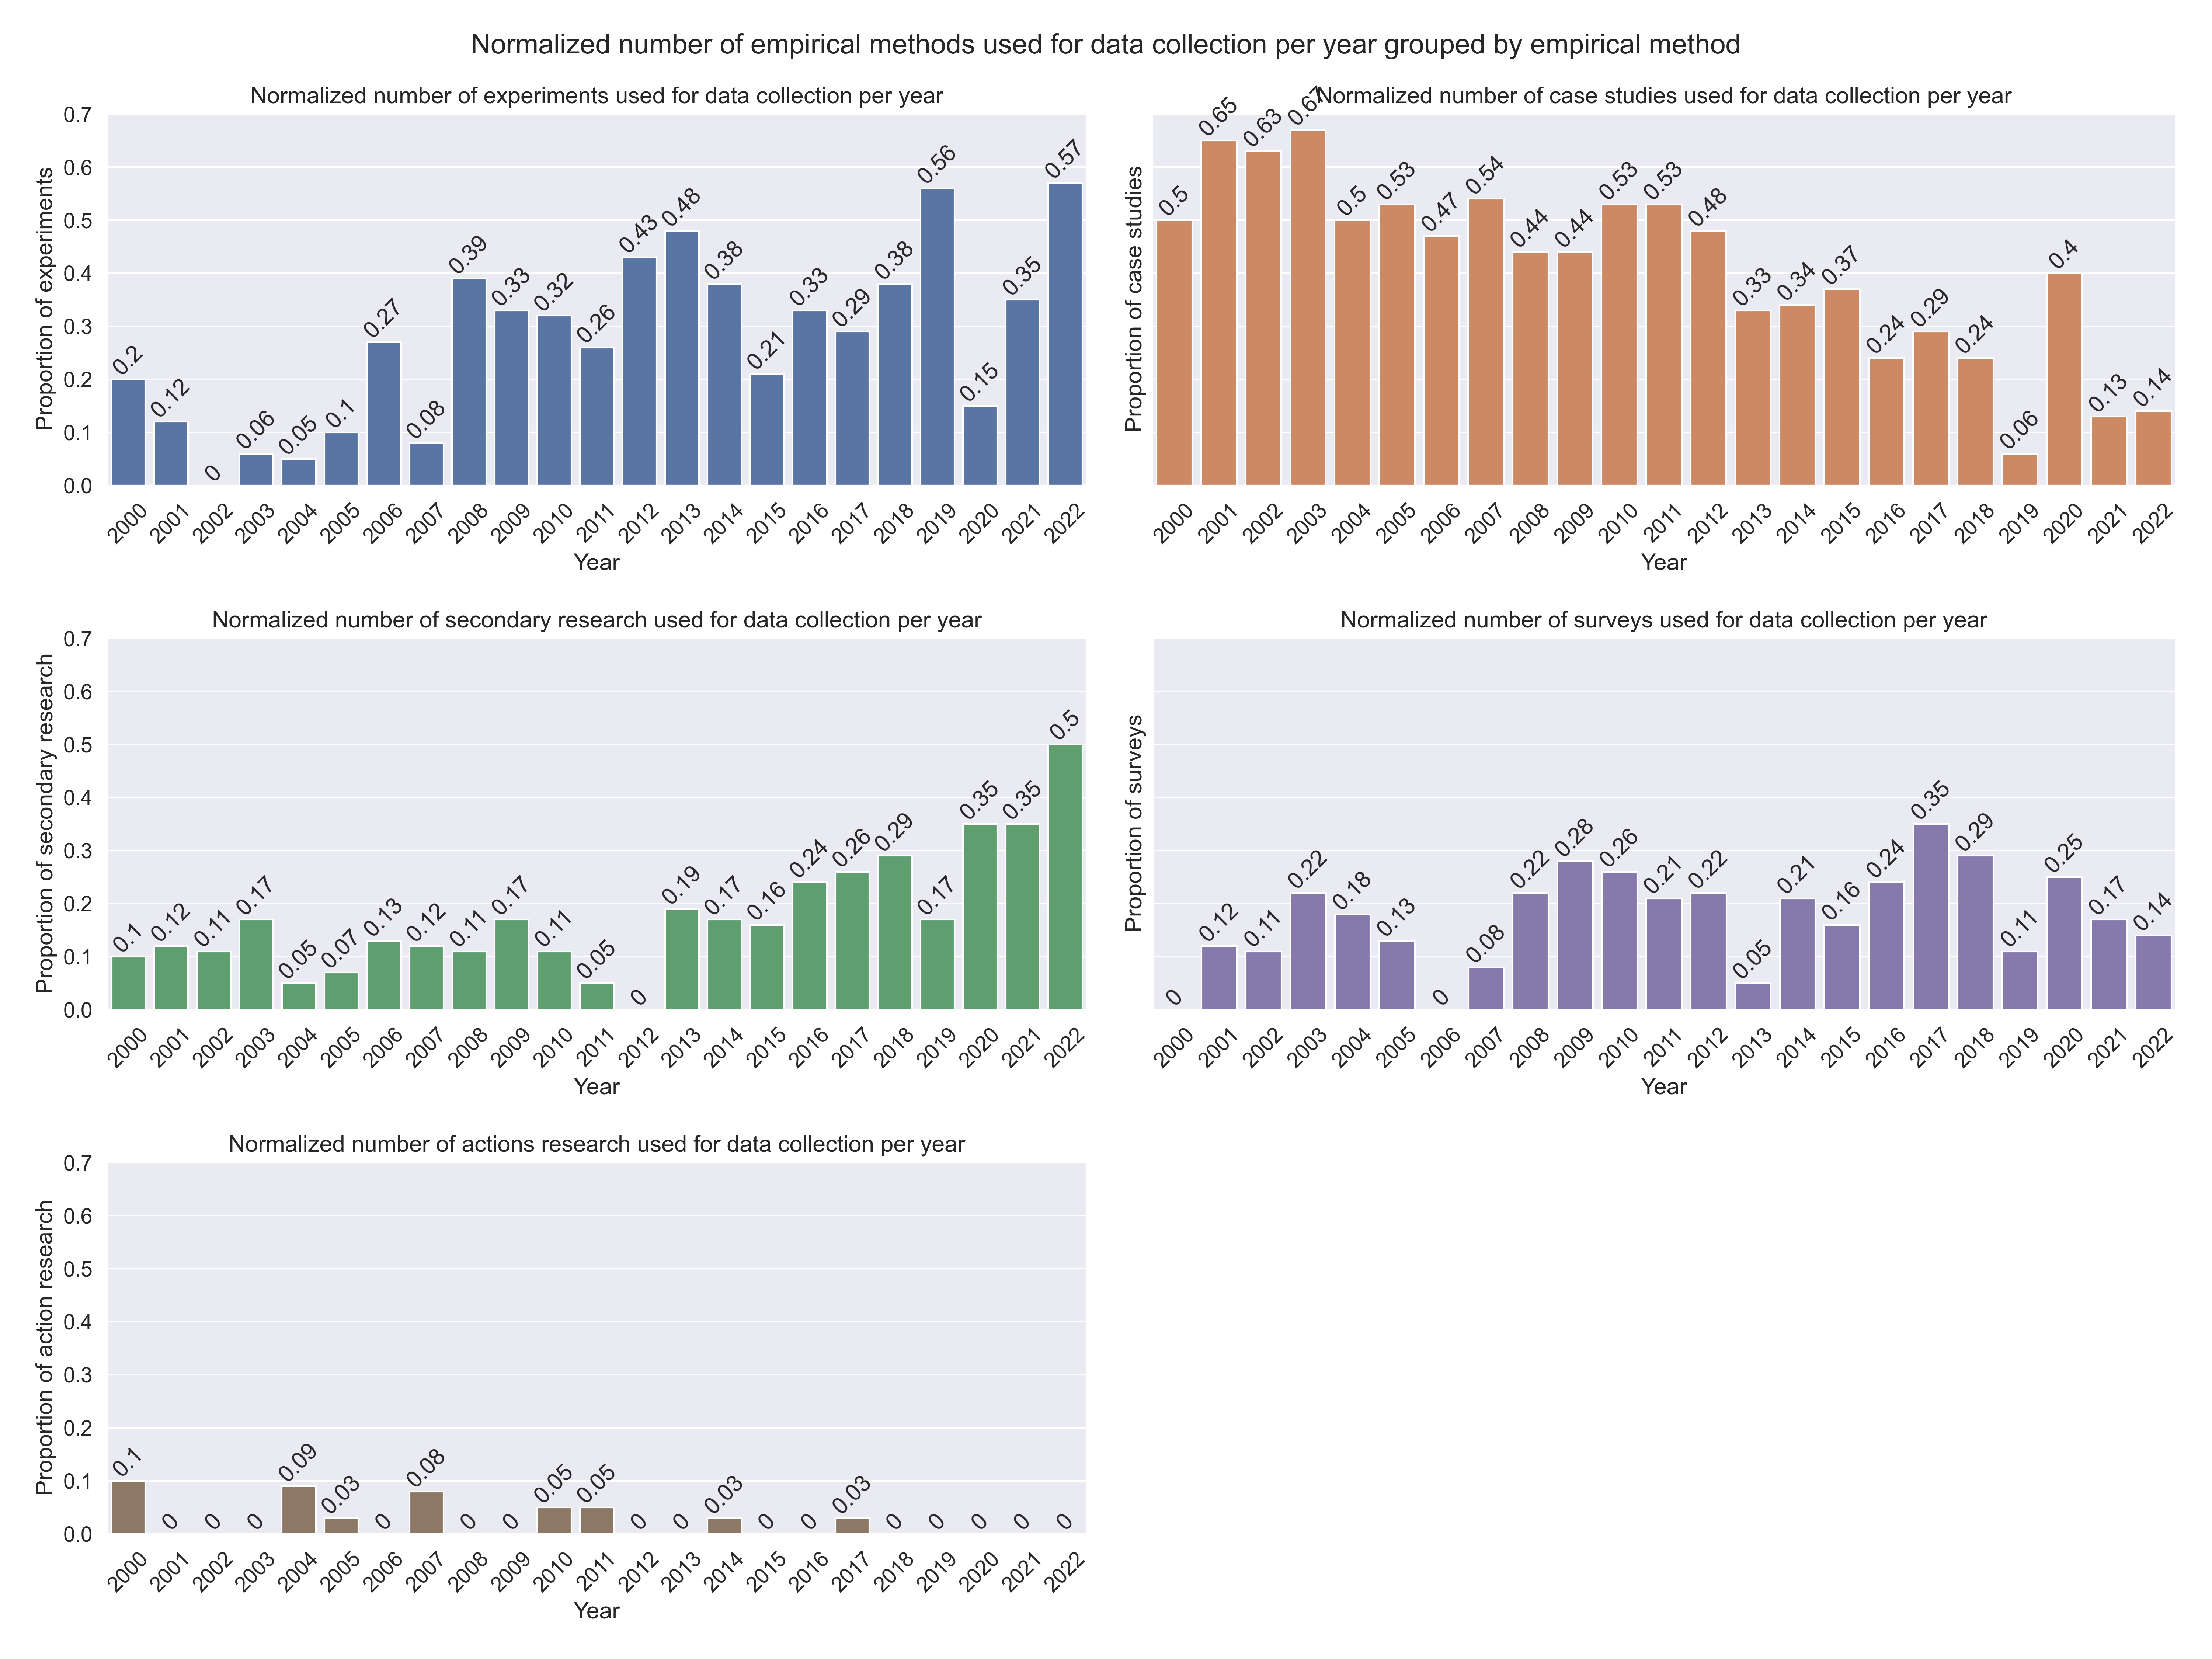 Normalized number of empirical methods used for data collection per year grouped by empirical method
Normalized number of experiments used for data collection per year
Proportion of experiments
0.7
0.6
0.5
0.4
0.3
0.2
0.1
0.0
0.2 0.12 0 0.06 0.05 0.1 0.27 0.08 0.39 0.33 0.32 0.26 0.43 0.48 0.38 0.21 0.33 0.29 0.38 0.56 0.15 0.35 0.57
2000 2001 2002 2003 2004 2005 2006 2007 2008 2009 2010 2011 2012 2013 2014 2015 2016 2017 2018 2019 2020 2021 2022
Year
Normalized number of case studies used for data collection per year
Proportion of case studies
0.5 0.65 0.63 0.67 0.5 0.53 0.47 0.54 0.44 0.44 0.53 0.53 0.48 0.33 0.34 0.37 0.24 0.29 0.24 0.06 0.4 0.13 0.14
2000 2001 2002 2003 2004 2005 2006 2007 2008 2009 2010 2011 2012 2013 2014 2015 2016 2017 2018 2019 2020 2021 2022
Year
Normalized number of secondary research used for data collection per year
Proportion of secondary research
0.7
0.6
0.5
0.4
0.3
0.2
0.1
0.0
0.1 0.12 0.11 0.17 0.05 0.07 0.13 0.12 0.11 0.17 0.11 0.05 0 0.19 0.17 0.16 0.24 0.26 0.29 0.17 0.35 0.35 0.5
2000 2001 2002 2003 2004 2005 2006 2007 2008 2009 2010 2011 2012 2013 2014 2015 2016 2017 2018 2019 2020 2021 2022
Year
Normalized number of surveys used for data collection per year
Proportion of surveys
0 0.12 0.11 0.22 0.18 0.13 0 0.08 0.22 0.28 0.26 0.21 0.22 0.05 0.21 0.16 0.24 0.35 0.29 0.11 0.25 0.17 0.14
2000 2001 2002 2003 2004 2005 2006 2007 2008 2009 2010 2011 2012 2013 2014 2015 2016 2017 2018 2019 2020 2021 2022
Year
Normalized number of actions research used for data collection per year
Proportion of action research
0.7
0.6
0.5
0.4
0.3
0.2
0.1
0.0
0.1 0 0 0 0.09 0.03 0 0.08 0 0 0.05 0.05 0 0 0.03 0 0 0.03 0 0 0 0 0
2000 2001 2002 2003 2004 2005 2006 2007 2008 2009 2010 2011 2012 2013 2014 2015 2016 2017 2018 2019 2020 2021 2022
Year